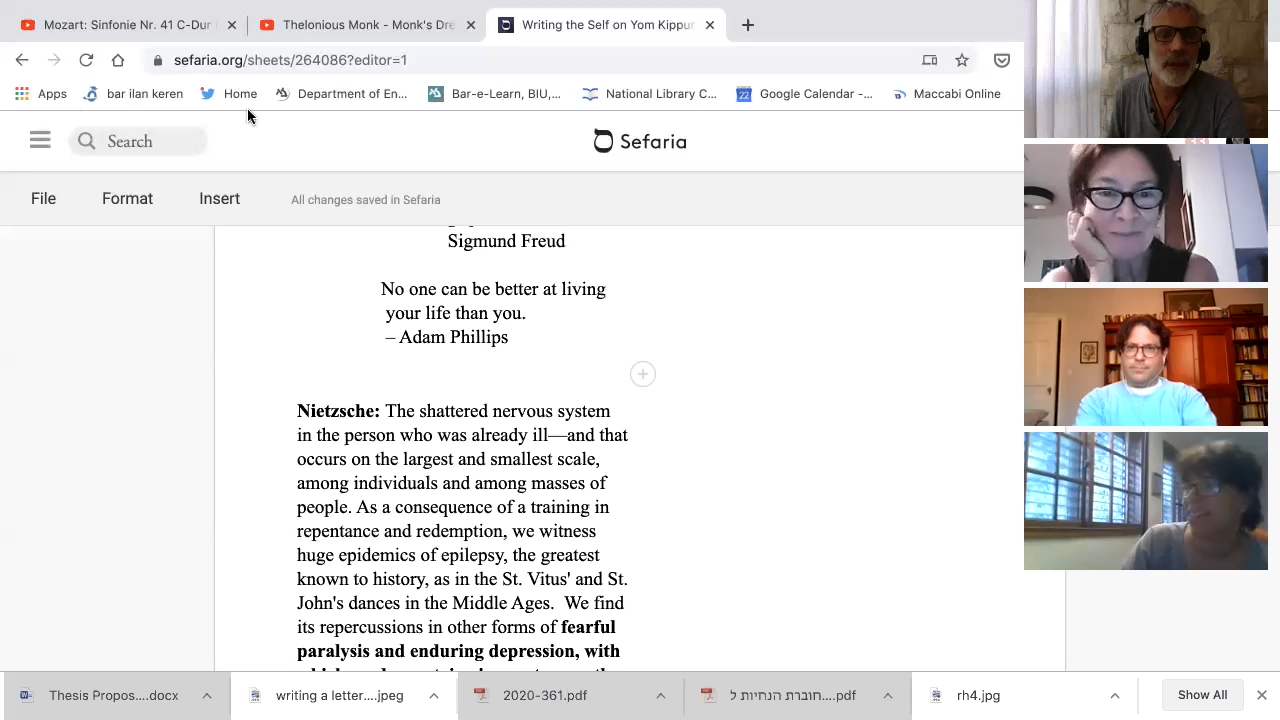 Mozart: Sinfonie Nr. 41 C-Dur
Thelonious Monk - Monk's Dre
Writing the Self on Yom Kippur
sefaria.org/sheets/264086?editor=1
Apps
bar ilan keren
Home
Department of En...
Bar-e-Learn, BIU,...
National Library C...
22
Google Calendar -...
Maccabi Online
Search
Sefaria
File
Format
Insert
All changes saved in Sefaria
Sigmund Freud
No one can be better at living
your life than you.
– Adam Phillips
Nietzsche: The shattered nervous system
in the person who was already ill—and that
occurs on the largest and smallest scale,
among individuals and among masses of
people. As a consequence of a training in
repentance and redemption, we witness
huge epidemics of epilepsy, the greatest
known to history, as in the St. Vitus' and St.
John's dances in the Middle Ages.  We find
its repercussions in other forms of fearful
paralysis and enduring depression, with
Thesis Propos....docx
writing a letter....jpeg
2020-361.pdf
חוברת הנחיות ל....pdf
rh4.jpg
Show All